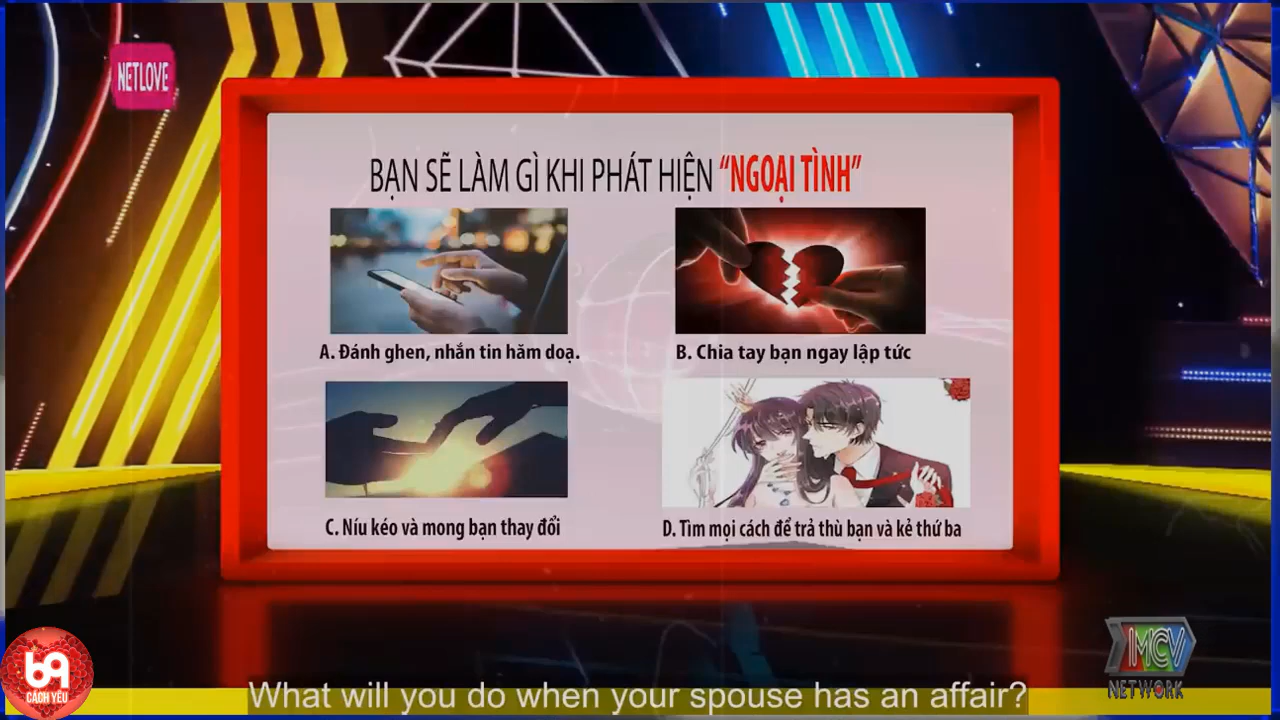 NETLOVE
BẠN SẼ LÀM GÌ KHI PHÁT HIỆN “NGOẠI TÌNH”
A. Đánh ghen, nhắn tin hăm doạ.
B. Chia tay bạn ngay lập tức
C. Níu kéo và mong bạn thay đổi
D. Tìm mọi cách để trả thù bạn và kẻ thứ ba
MCV
NETWORK
69
CÁCH YÊU
What will you do when your spouse has an affair?